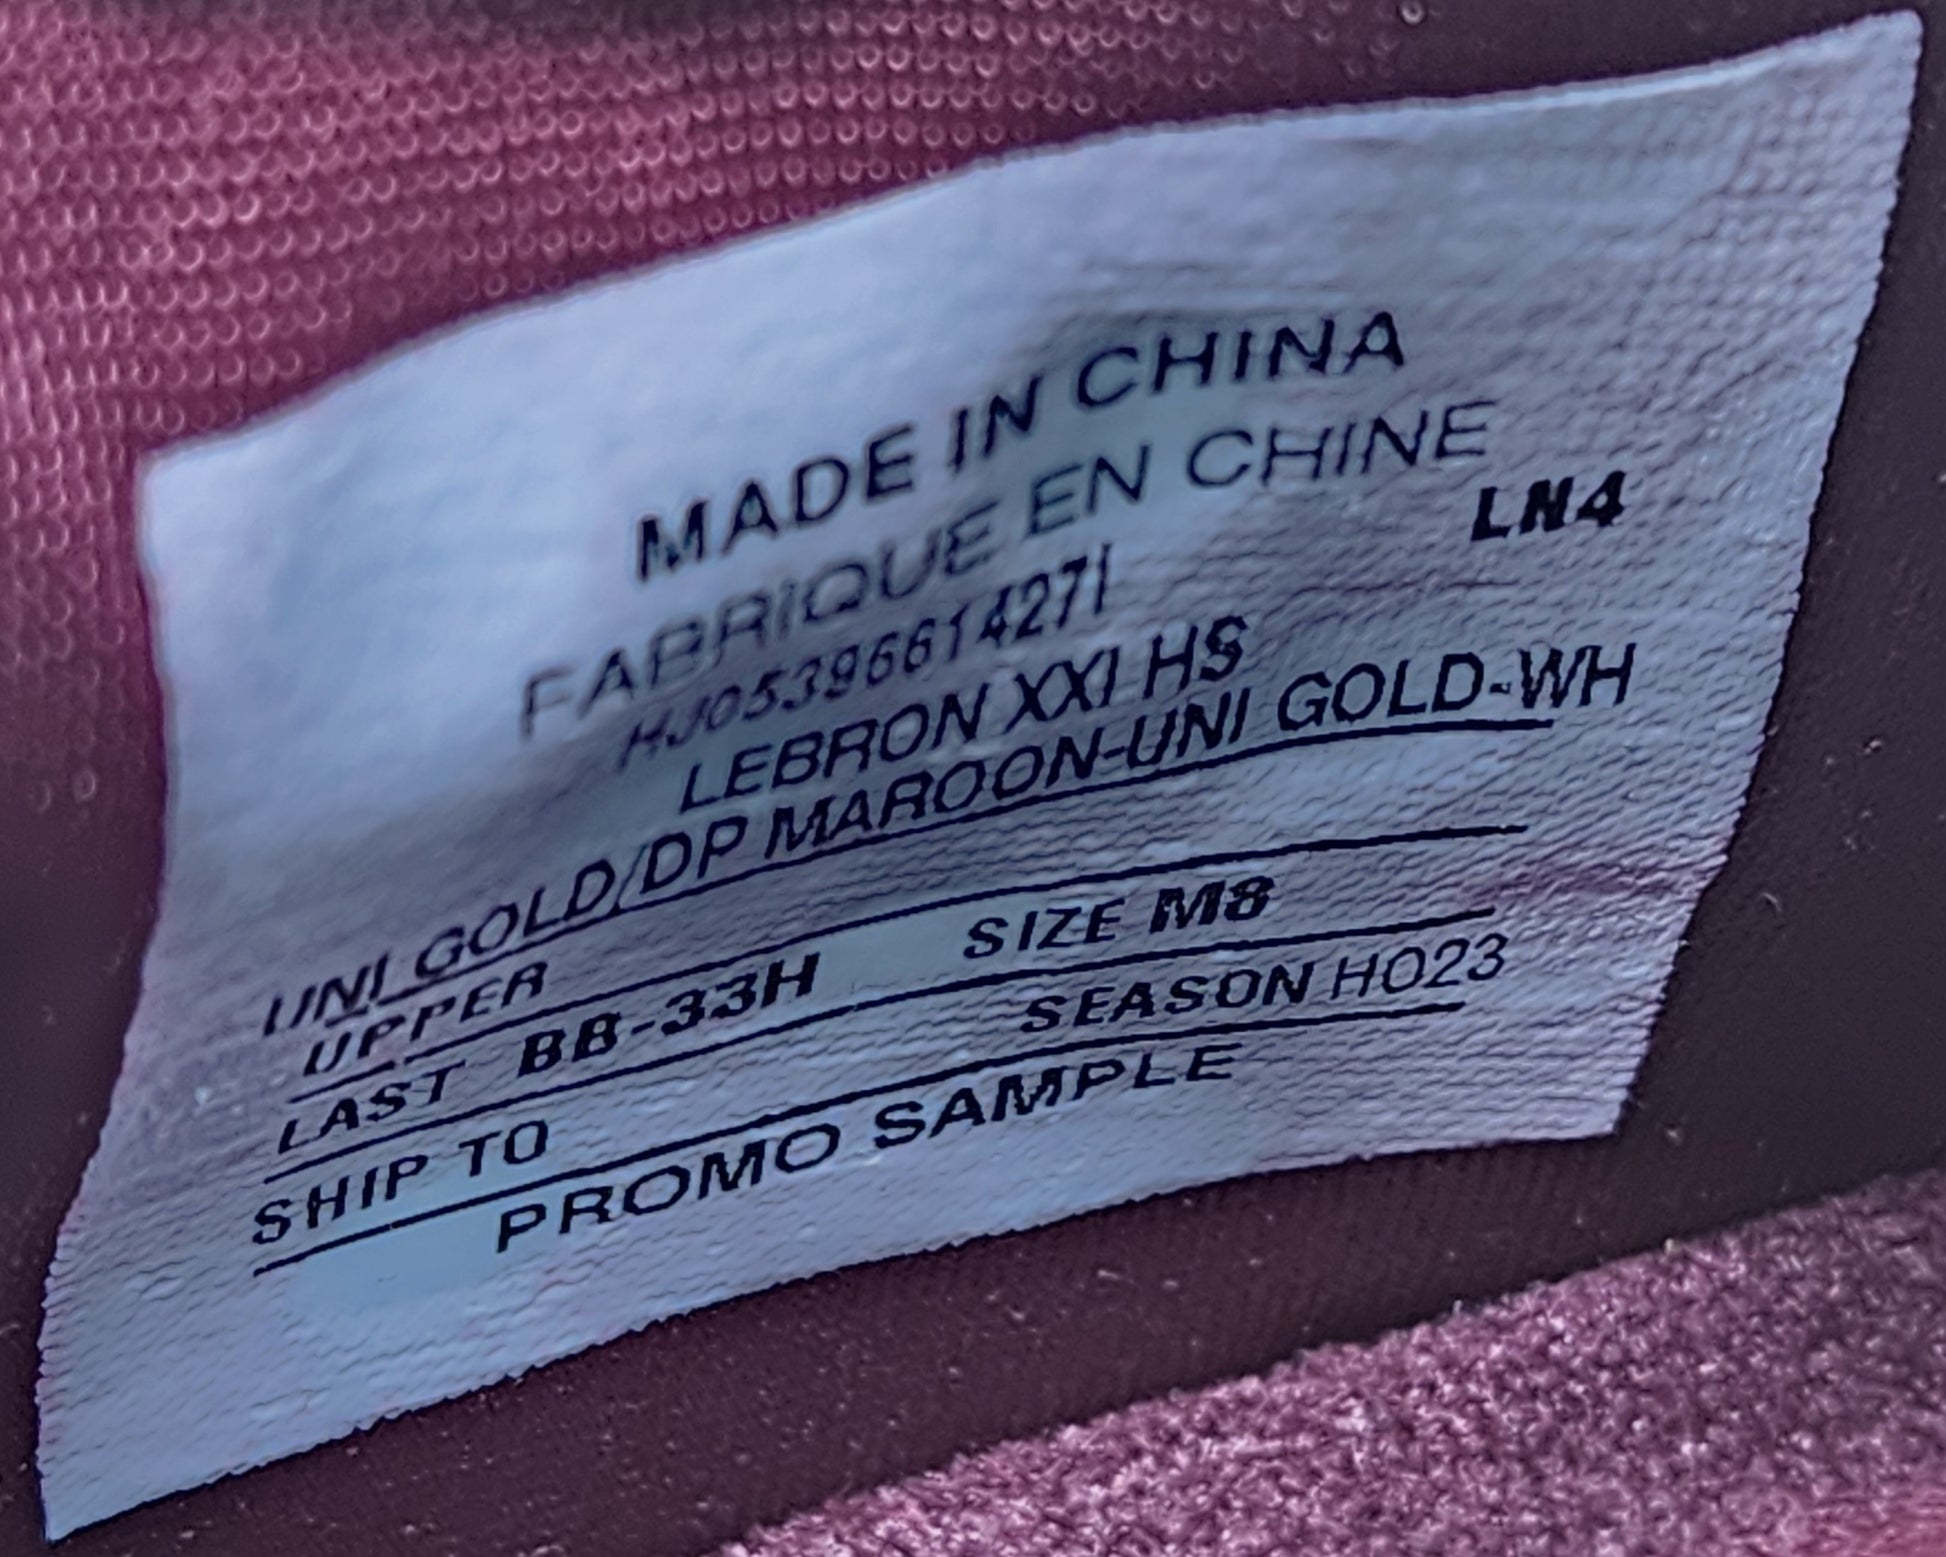 MADE IN CHINA
FABRIQUE EN CHINE
LN4
HJ0539661427I
LEBRON XXI HS
UNI GOLD/DP MAROON-UNI GOLD-WH
UPPER
LAST BB-33H SIZE M8
SHIP TO SEASON HO23
PROMO SAMPLE